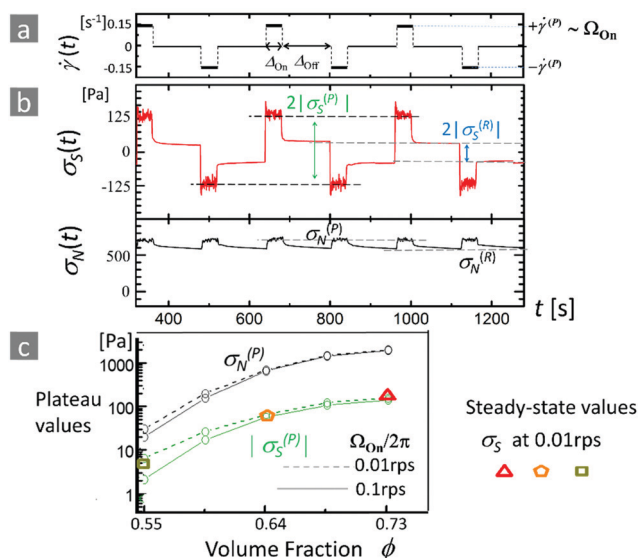 a
γ̇(t)
[s⁻¹]
0.15
0
-0.15
Δ_On
Δ_Off
+γ̇^(P) ~ Ω_On
−γ̇^(P)
b
[Pa]
σ_S(t)
125
0
-125
2|σ_S^(P)|
2|σ_S^(R)|
σ_N(t)
500
0
σ_N^(P)
σ_N^(R)
400 600 800 1000 1200
t [s]
c
[Pa]
Plateau
values
1000
100
10
1
σ_N^(P)
|σ_S^(P)|
Ω_On/2π
0.01rps
0.1rps
0.55 0.64 0.73
Volume Fraction ϕ
Steady-state values
σ_S at 0.01rps